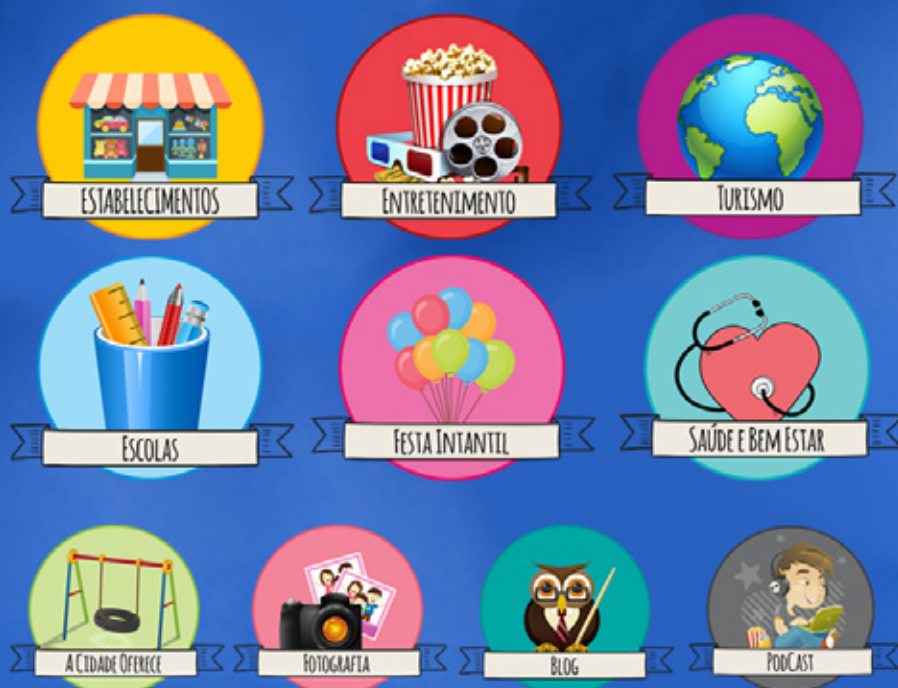 ESTABELECIMENTOS
ENTRETENIMENTO
TURISMO
ESCOLAS
FESTA INTANTIL
SAÚDE E BEM ESTAR
A CIDADE OFERECE
FOTOGRAFIA
BLOG
PODCAST